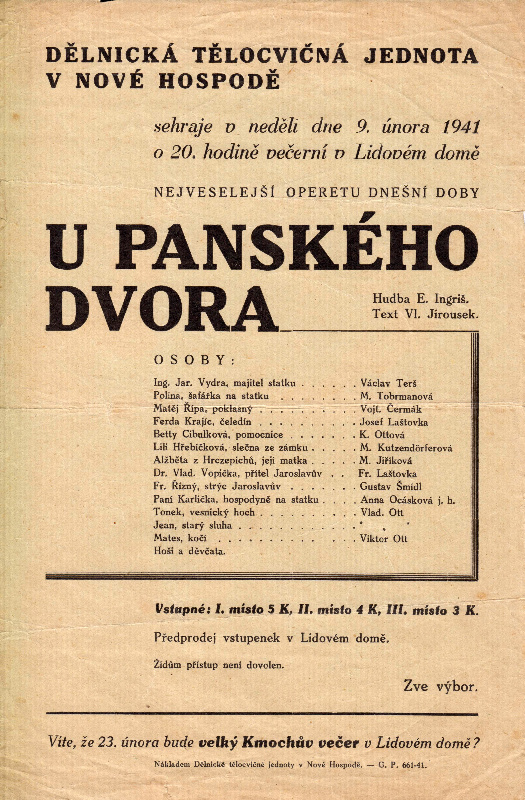 DĚLNICKÁ TĚLOCVIČNÁ JEDNOTA
V NOVÉ HOSPODĚ
sehraje v neděli dne 9. února 1941
o 20. hodině večerní v Lidovém domě
NEJVESELEJŠÍ OPERETU DNEŠNÍ DOBY
U PANSKÉHO
DVORA
Hudba E. Ingriš.
Text Vl. Jirousek.
OSOBY:
Ing. Jar. Vydra, majitel statku . . . . . . Václav Terš
Polina, šafářka na statku . . . . . . . . M. Tobrmanová
Matěj Řípa, poklasný . . . . . . . . . . Vojt. Čermák
Ferda Krajíc, čeledín . . . . . . . . . . . Josef Laštovka
Betty Cibulková, pomocnice . . . . . . . K. Ottová
Lili Hřebíčková, slečna ze zámku . . . . . M. Kutzendörferová
Alžběta z Hrczepichů, její matka . . . . . M. Jiříková
Dr. Vlad. Vopička, přítel Jaroslavův . . Fr. Laštovka
Fr. Řízný, strýc Jaroslavův . . . . . . . Gustav Šmídl
Paní Karlička, hospodyně na statku . . . Anna Ocásková j. h.
Tonek, vesnický hoch . . . . . . . . . . Vlad. Ott
Jean, starý sluha . . . . . . . . . . . * * *
Mates, kočí . . . . . . . . . . . . . . Viktor Ott
Hoši a děvčata.
Vstupné: I. místo 5 K, II. místo 4 K, III. místo 3 K.
Předprodej vstupenek v Lidovém domě.
Židům přístup není dovolen.
Zve výbor.
Víte, že 23. února bude velký Kmochův večer v Lidovém domě?
Nákladem Dělnické tělocvičné jednoty v Nové Hospodě. — G. P. 661-41.